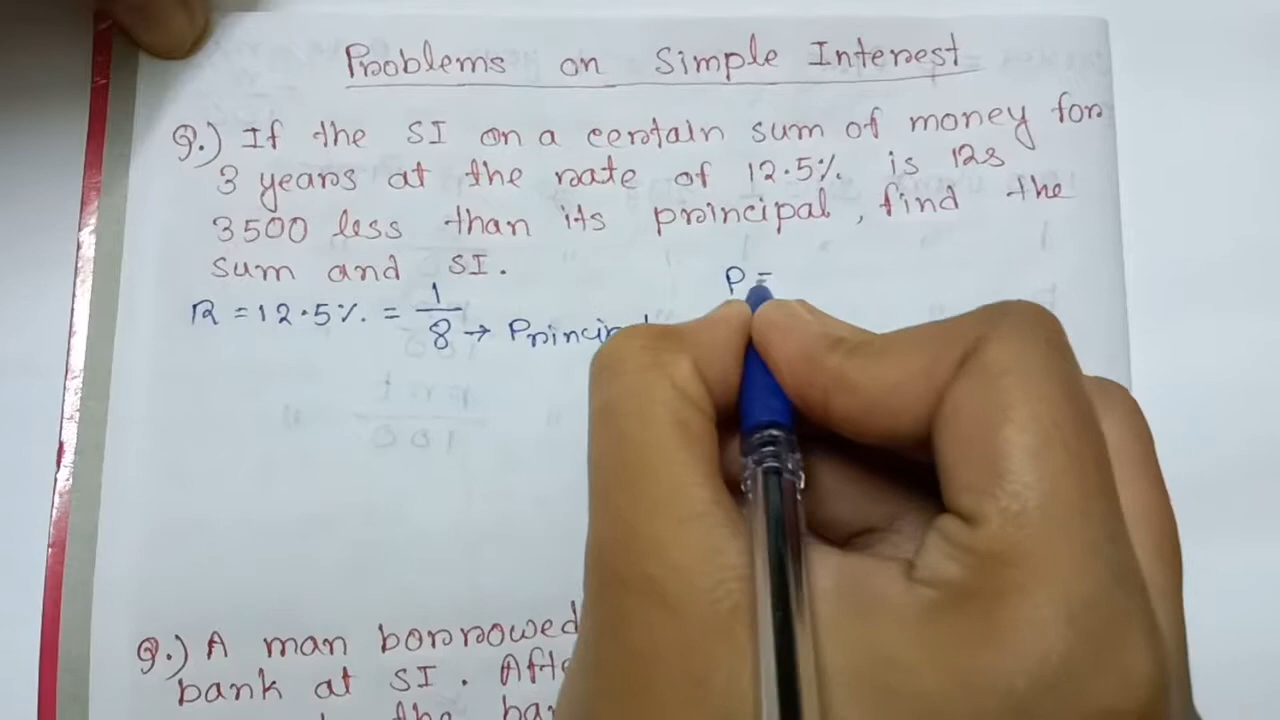 Problems on Simple Interest
Q.) If the SI on a certain sum of money for
3 years at the rate of 12.5% is Rs
3500 less than its principal, find the
sum and SI.
P =
R = 12.5% = 1/8 → Princi
Q.) A man borrowed
bank at SI. Afte
the